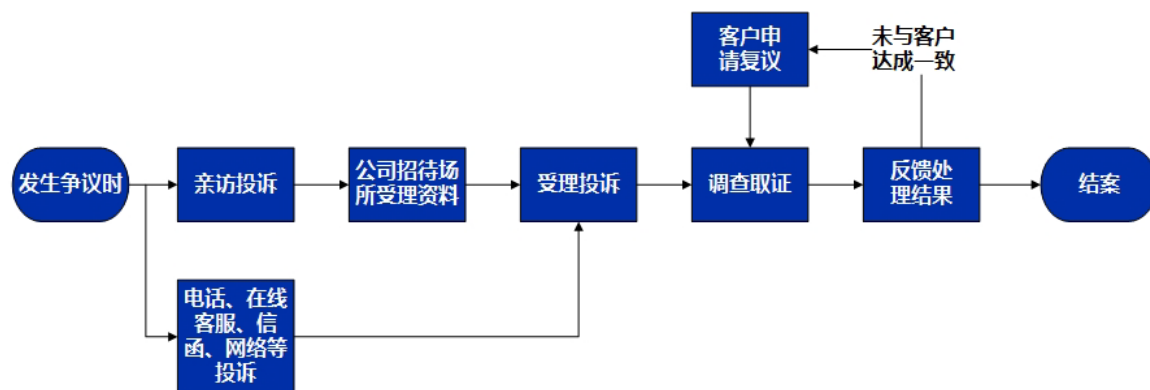 客户申
请复议
未与客户
达成一致
发生争议时
亲访投诉
公司招待场
所受理资料
受理投诉
调查取证
反馈处
理结果
结案
电话、在线
客服、信
函、网络等
投诉